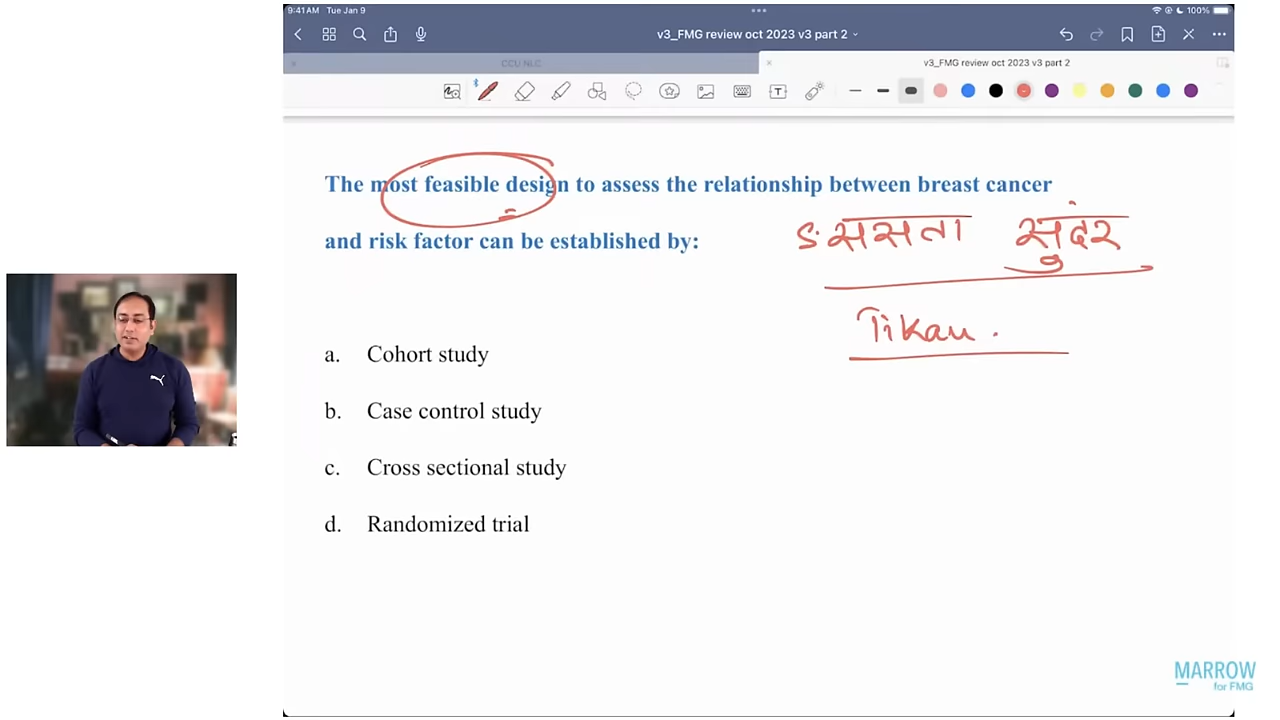 9:41 AM Tue Jan 9
100%
v3_FMG review oct 2023 v3 part 2
CCU NLC
v3_FMG review oct 2023 v3 part 2
The most feasible design to assess the relationship between breast cancer
and risk factor can be established by:
ससता सुंदर
Tikau.
a. Cohort study
b. Case control study
c. Cross sectional study
d. Randomized trial
MARROW
for FMG